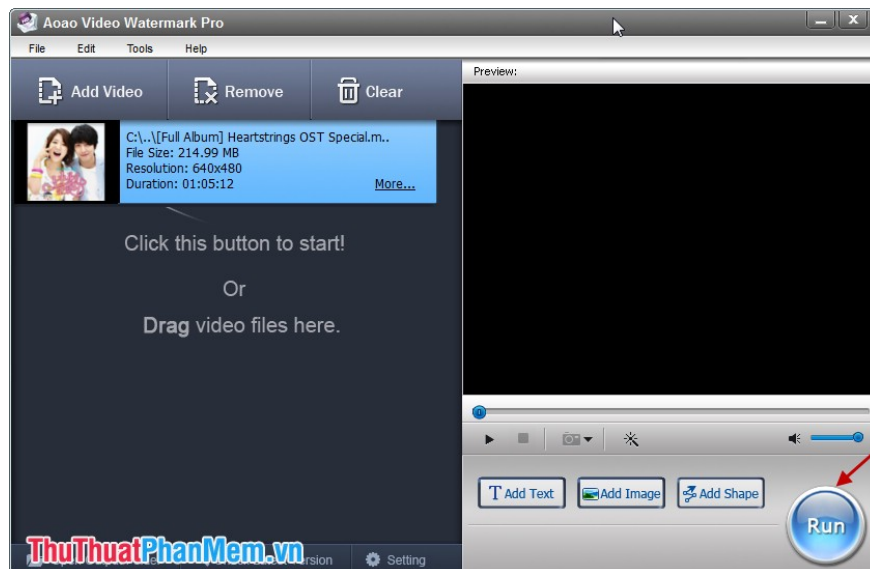 Aoao Video Watermark Pro
File Edit Tools Help
Add Video Remove Clear
Preview:
C:\..\[Full Album] Heartstrings OST Special.m..
File Size: 214.99 MB
Resolution: 640x480
Duration: 01:05:12 More...
Click this button to start!
Or
Drag video files here.
T Add Text Add Image Add Shape
Run
ThuThuatPhanMem.vn
Setting